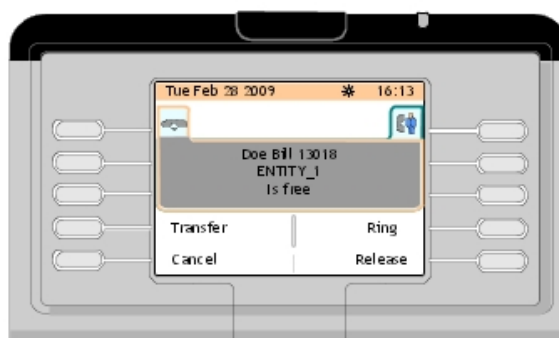 Tue Feb 28 2009 16:13
Doe Bill 13018
ENTITY_1
Is free
Transfer Ring
Cancel Release